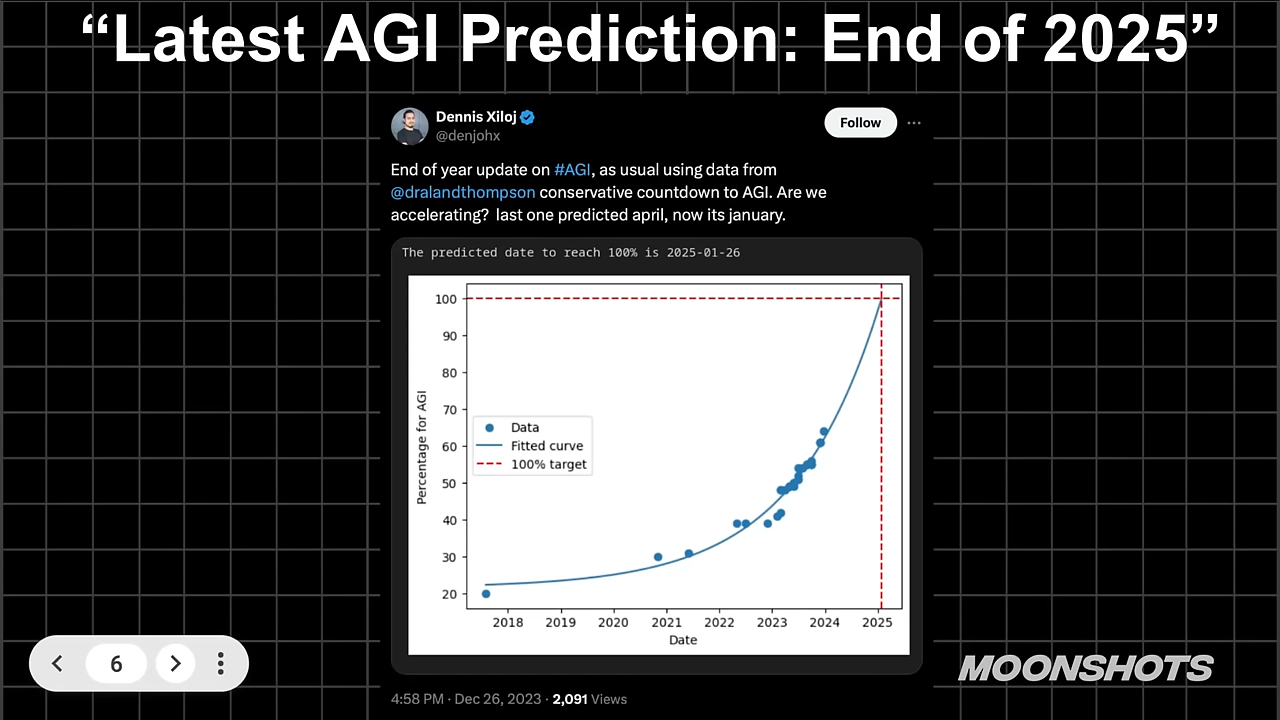 “Latest AGI Prediction: End of 2025”
Dennis Xiloj
@denjohx
Follow
End of year update on #AGI, as usual using data from
@dralandthompson conservative countdown to AGI. Are we
accelerating? last one predicted april, now its january.
The predicted date to reach 100% is 2025-01-26
100
90
80
70
60
50
40
30
20
Percentage for AGI
Data
Fitted curve
100% target
2018 2019 2020 2021 2022 2023 2024 2025
Date
6
MOONSHOTS
4:58 PM · Dec 26, 2023 · 2,091 Views